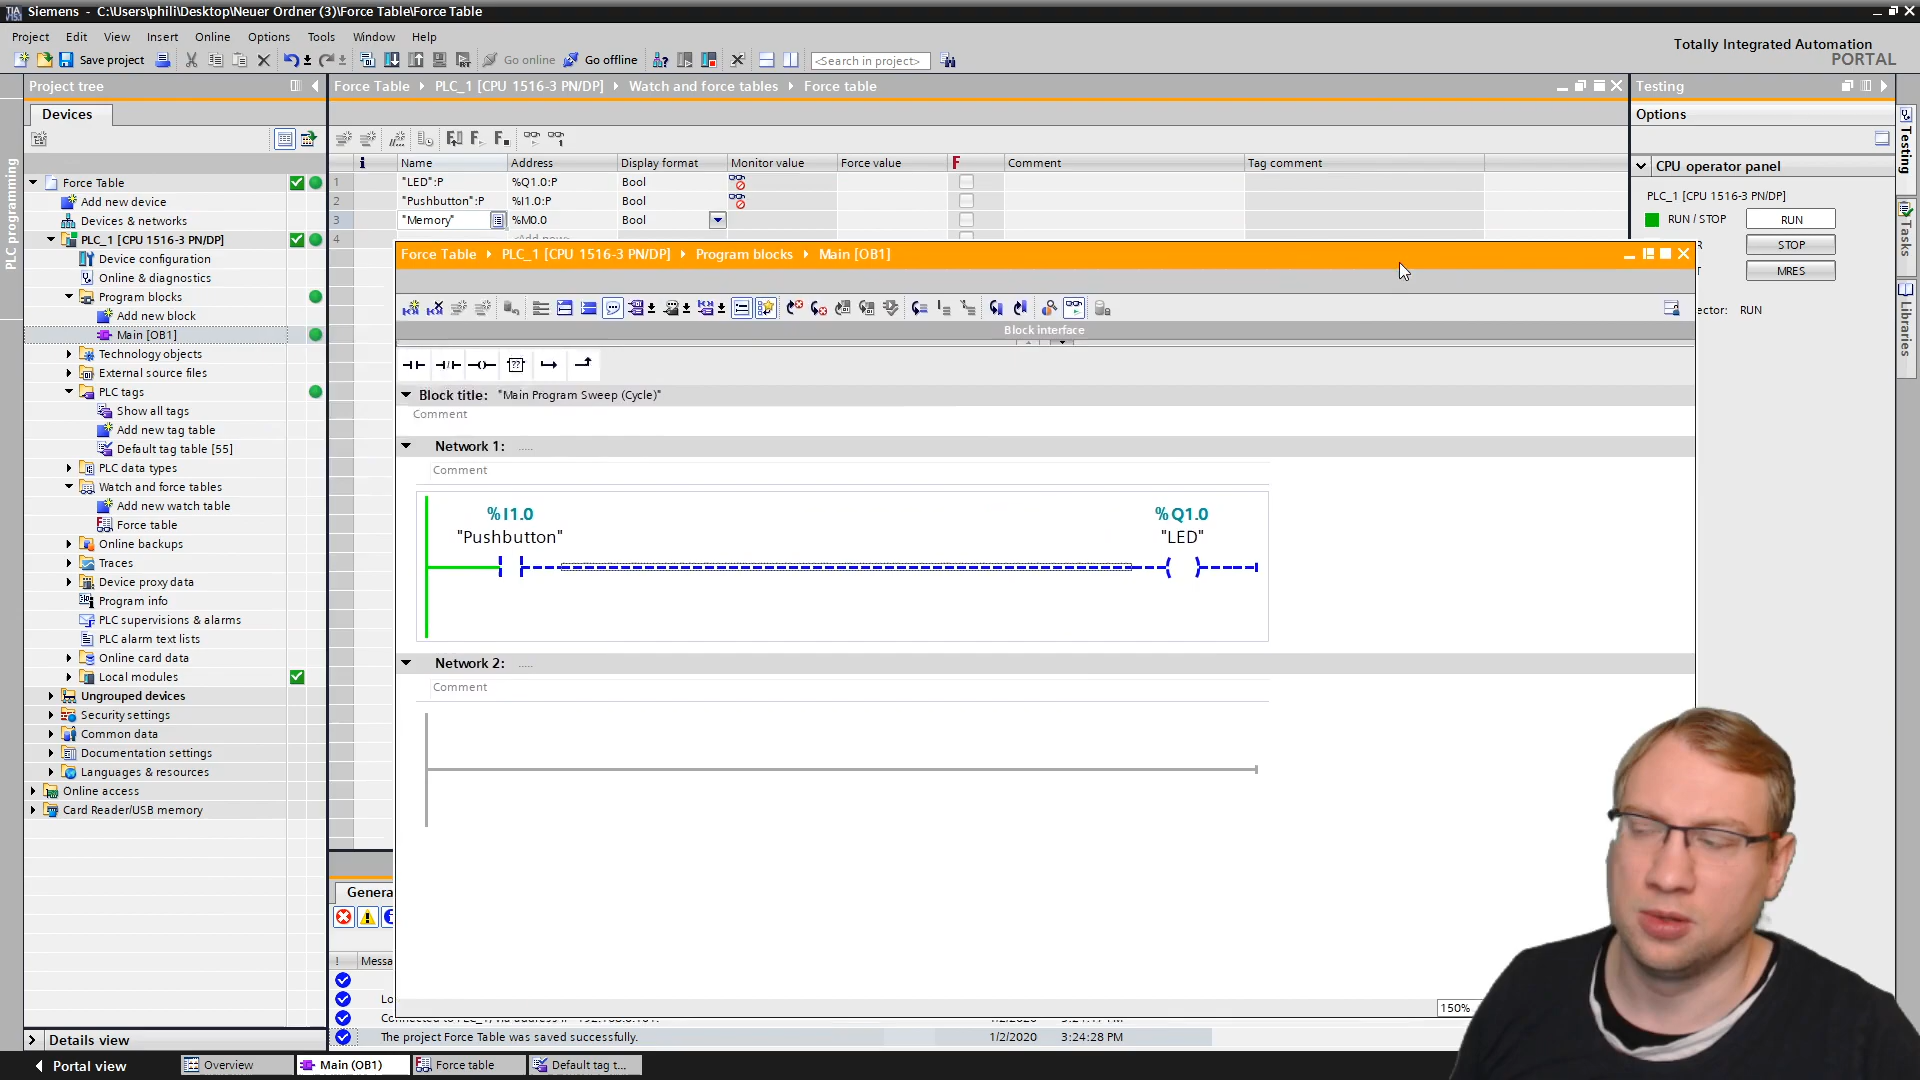 Siemens - C:\Users\phili\Desktop\Neuer Ordner (3)\Force Table\Force Table
Project Edit View Insert Online Options Tools Window Help
Totally Integrated Automation
PORTAL
Save project
Go online
Go offline
<Search in project>
Project tree
Force Table PLC_1 [CPU 1516-3 PN/DP] Watch and force tables Force table
Testing
Devices
Options
PLC programming
i Name Address Display format Monitor value Force value F Comment Tag comment
1 "LED":P %Q1.0:P Bool
2 "Pushbutton":P %I1.0:P Bool
3 "Memory" %M0.0 Bool
4
CPU operator panel
PLC_1 [CPU 1516-3 PN/DP]
RUN / STOP RUN
STOP
MRES
RUN
Testing
Tasks
Libraries
Force Table
Add new device
Devices & networks
PLC_1 [CPU 1516-3 PN/DP]
Device configuration
Online & diagnostics
Program blocks
Add new block
Main [OB1]
Technology objects
External source files
PLC tags
Show all tags
Add new tag table
Default tag table [55]
PLC data types
Watch and force tables
Add new watch table
Force table
Online backups
Traces
Device proxy data
Program info
PLC supervisions & alarms
PLC alarm text lists
Online card data
Local modules
Ungrouped devices
Security settings
Common data
Documentation settings
Languages & resources
Online access
Card Reader/USB memory
Force Table PLC_1 [CPU 1516-3 PN/DP] Program blocks Main [OB1]
Block interface
??
Block title: "Main Program Sweep (Cycle)"
Comment
Network 1: .....
Comment
%I1.0
"Pushbutton"
%Q1.0
"LED"
Network 2: .....
Comment
150%
The project Force Table was saved successfully. 1/2/2020 3:24:28 PM
Details view
Portal view
Overview
Main (OB1)
Force table
Default tag t...